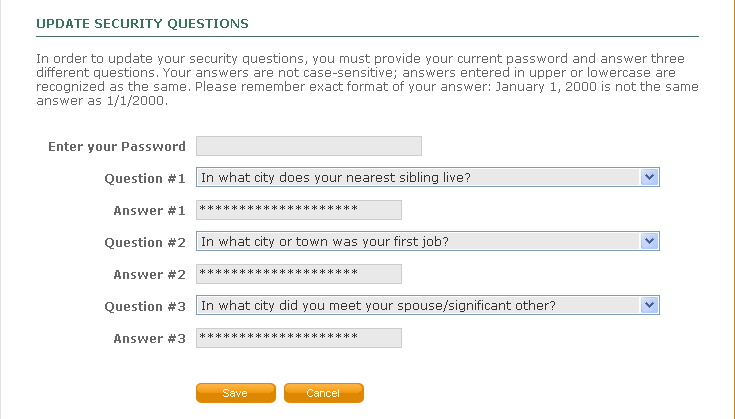 UPDATE SECURITY QUESTIONS
In order to update your security questions, you must provide your current password and answer three
different questions. Your answers are not case-sensitive; answers entered in upper or lowercase are
recognized as the same. Please remember exact format of your answer: January 1, 2000 is not the same
answer as 1/1/2000.
Enter your Password
Question #1 In what city does your nearest sibling live?
Answer #1 ********************
Question #2 In what city or town was your first job?
Answer #2 ********************
Question #3 In what city did you meet your spouse/significant other?
Answer #3 ********************
Save Cancel